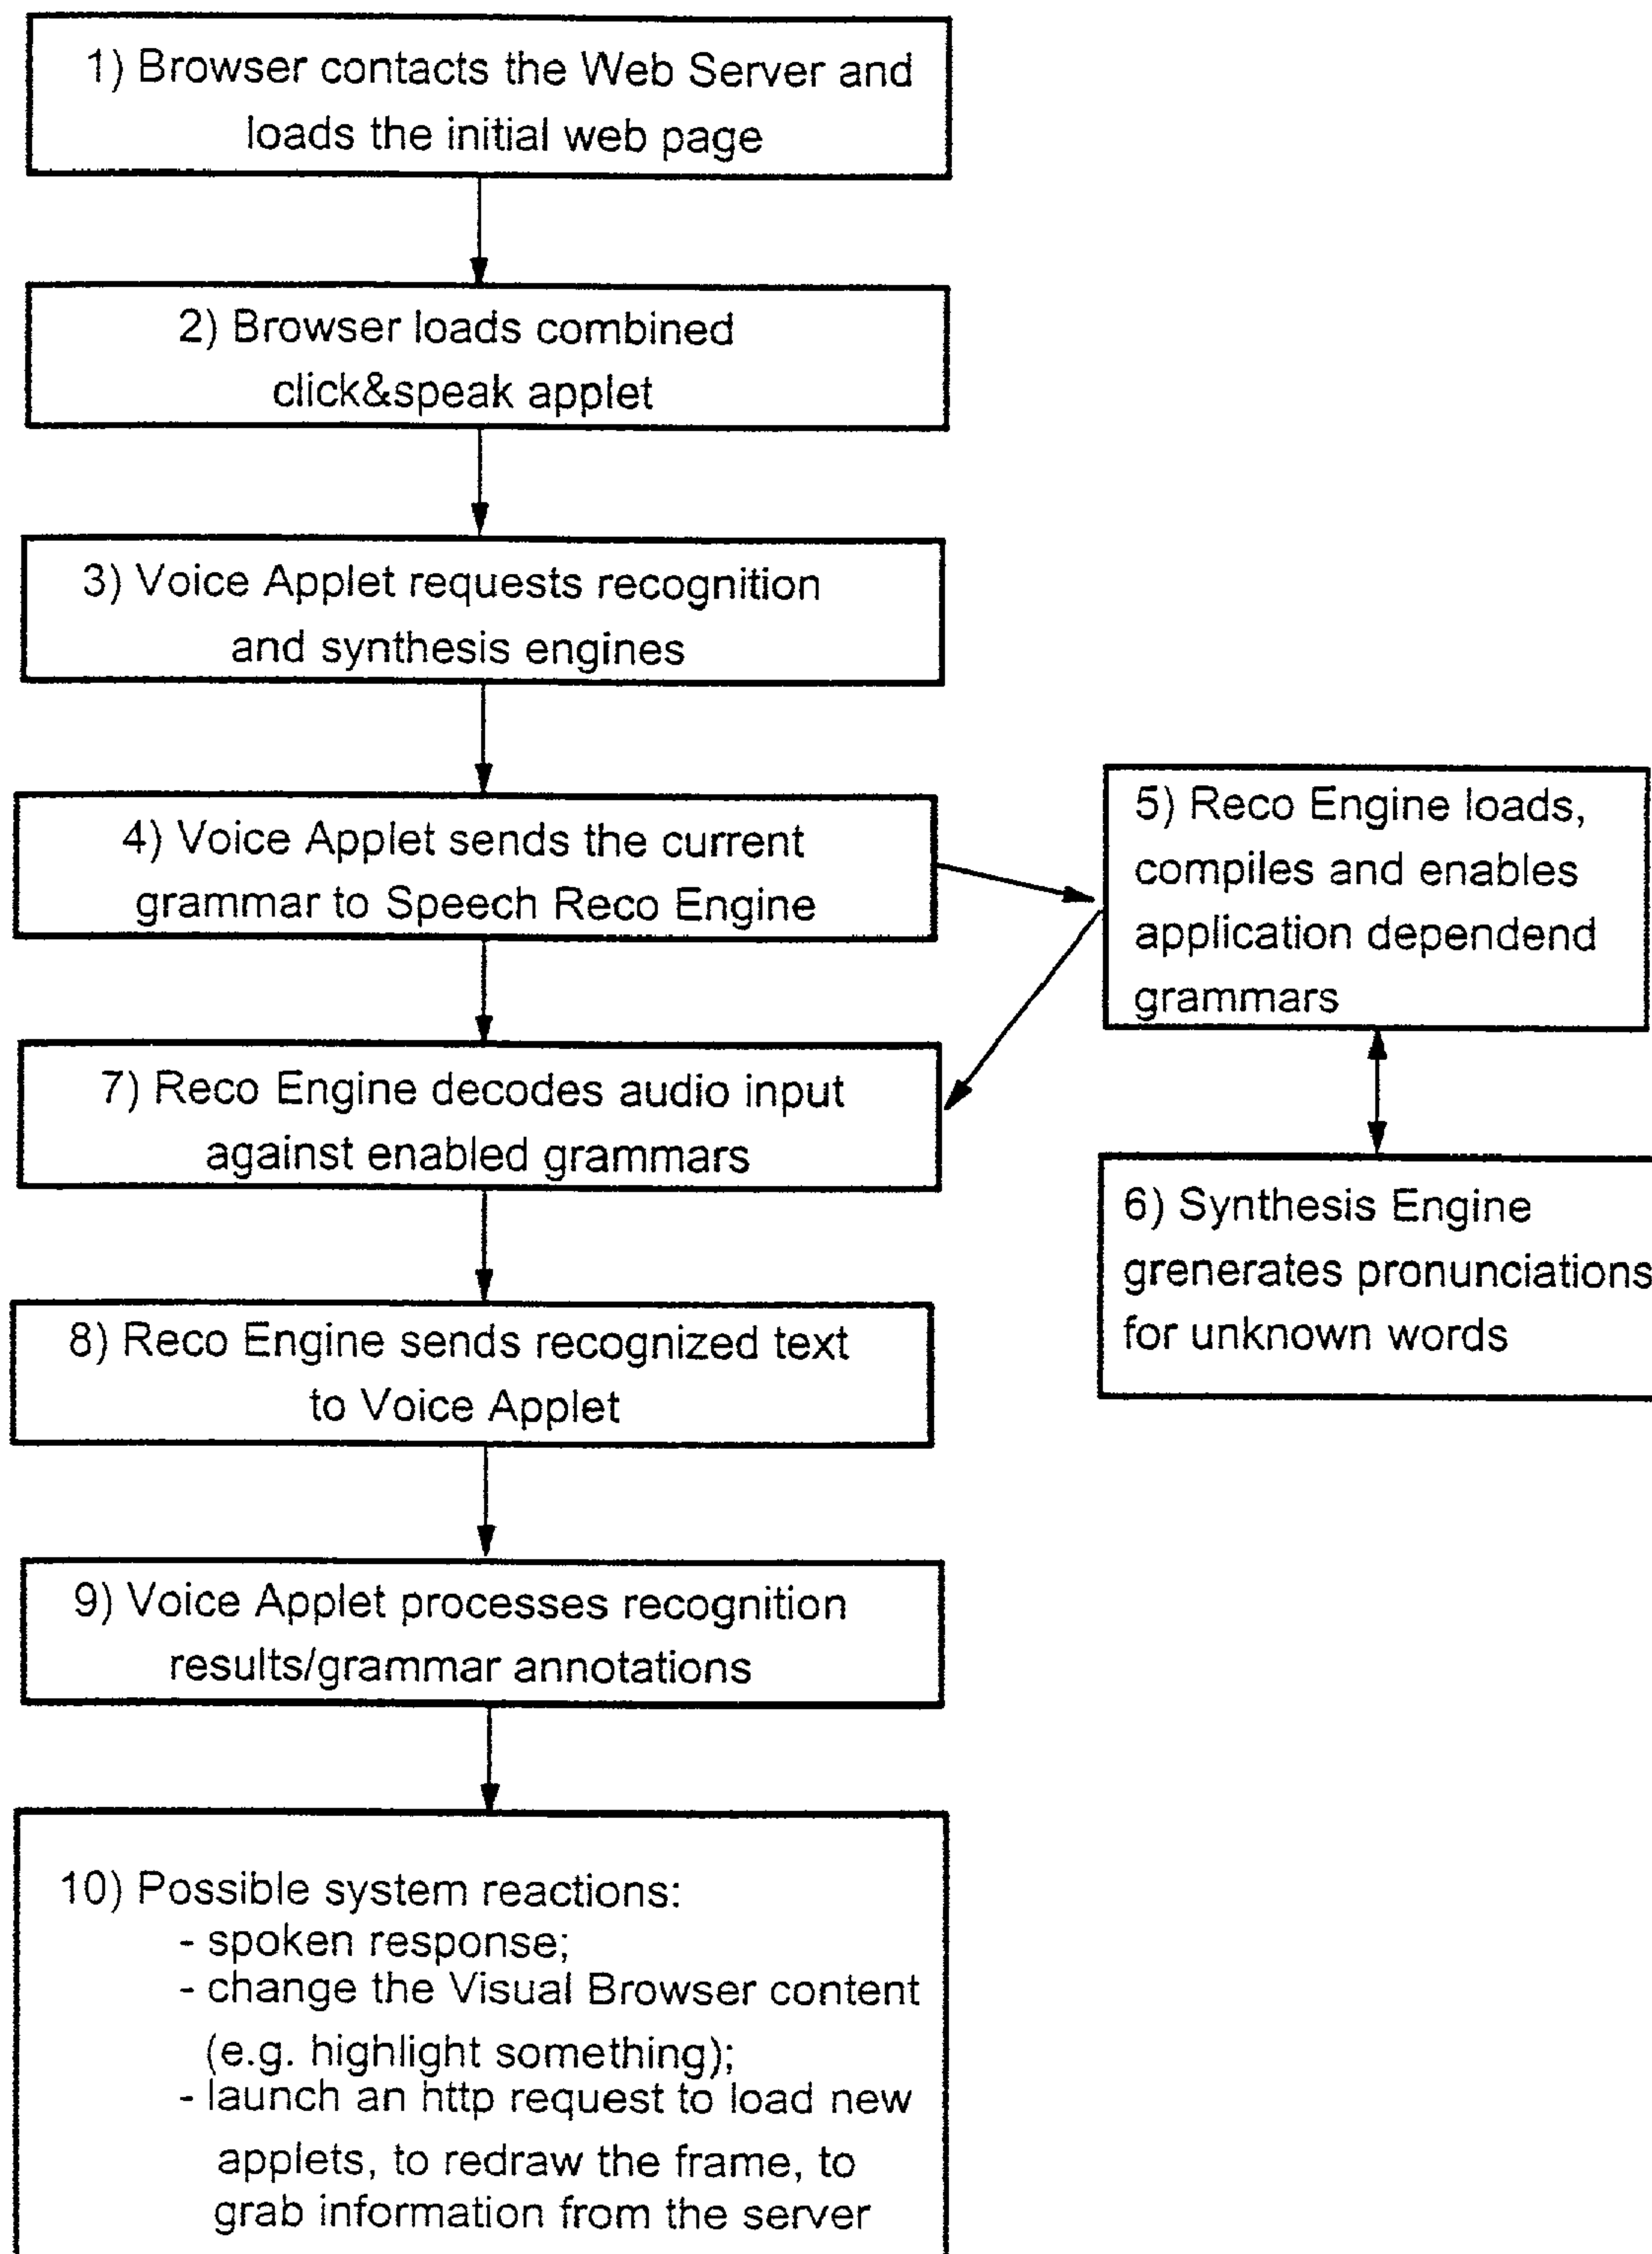 1) Browser contacts the Web Server and
loads the initial web page
2) Browser loads combined
click&speak applet
3) Voice Applet requests recognition
and synthesis engines
4) Voice Applet sends the current
grammar to Speech Reco Engine
5) Reco Engine loads,
compiles and enables
application dependend
grammars
6) Synthesis Engine
grenerates pronunciations
for unknown words
7) Reco Engine decodes audio input
against enabled grammars
8) Reco Engine sends recognized text
to Voice Applet
9) Voice Applet processes recognition
results/grammar annotations
10) Possible system reactions:
- spoken response;
- change the Visual Browser content
(e.g. highlight something);
- launch an http request to load new
applets, to redraw the frame, to
grab information from the server